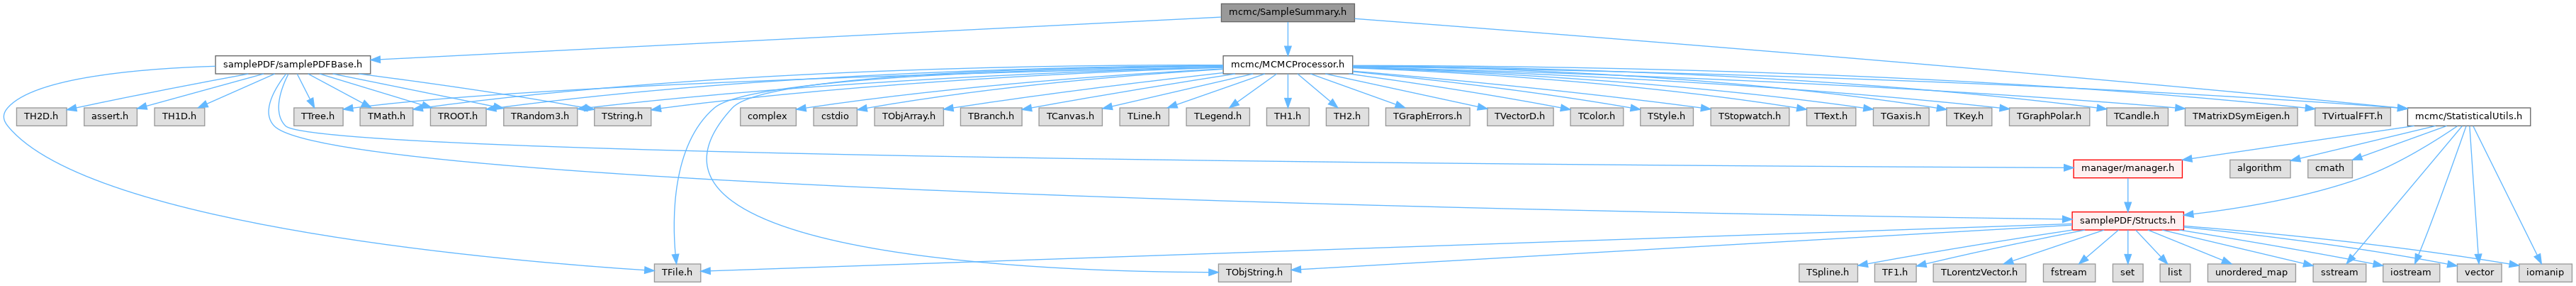 mcmc/SampleSummary.h
samplePDF/samplePDFBase.h
mcmc/MCMCProcessor.h
TH2D.h
assert.h
TH1D.h
TTree.h
TMath.h
TROOT.h
TRandom3.h
TString.h
complex
cstdio
TObjArray.h
TBranch.h
TCanvas.h
TLine.h
TLegend.h
TH1.h
TH2.h
TGraphErrors.h
TVectorD.h
TColor.h
TStyle.h
TStopwatch.h
TText.h
TGaxis.h
TKey.h
TGraphPolar.h
TCandle.h
TMatrixDSymEigen.h
TVirtualFFT.h
mcmc/StatisticalUtils.h
manager/manager.h
algorithm
cmath
samplePDF/Structs.h
TFile.h
TObjString.h
TSpline.h
TF1.h
TLorentzVector.h
fstream
set
list
unordered_map
sstream
iostream
vector
iomanip